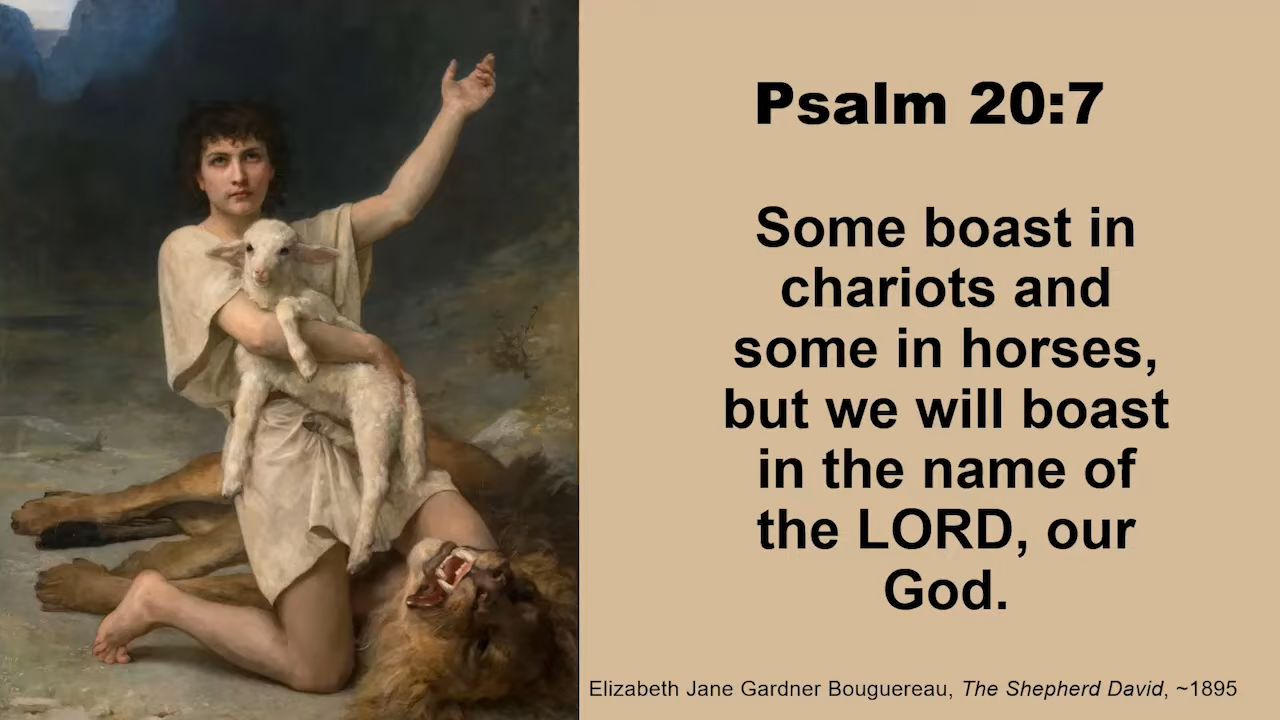 Psalm 20:7
Some boast in
chariots and
some in horses,
but we will boast
in the name of
the LORD, our
God.
Elizabeth Jane Gardner Bouguereau, The Shepherd David, ~1895